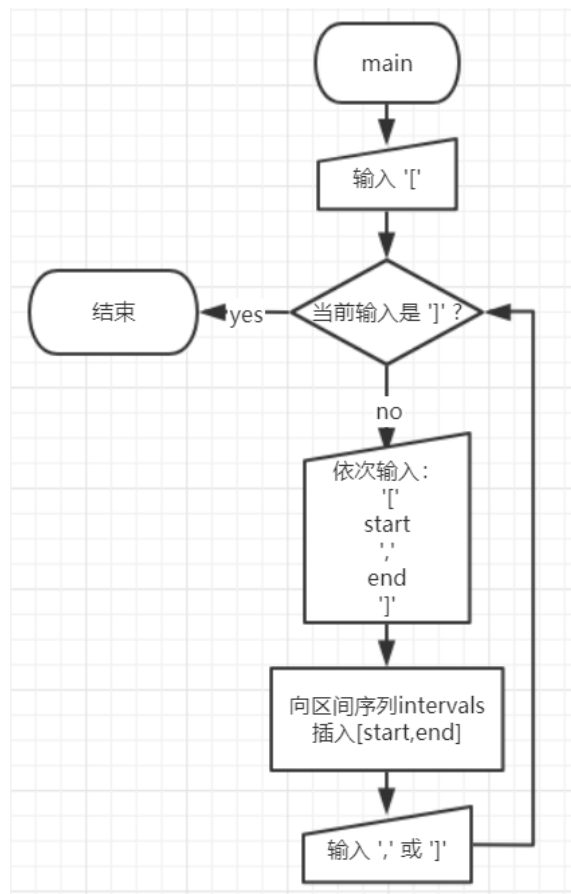 main
输入 '['
当前输入是 ']' ?
yes
结束
no
依次输入：
'['
start
','
end
']'
向区间序列intervals
插入[start,end]
输入 ',' 或 ']'